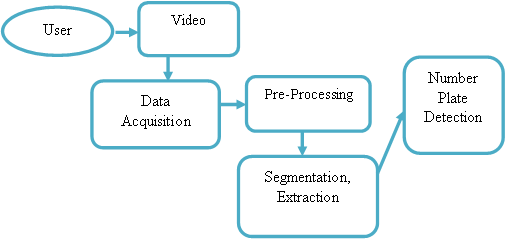 User
Video
Data
Acquisition
Pre-Processing
Segmentation,
Extraction
Number
Plate
Detection